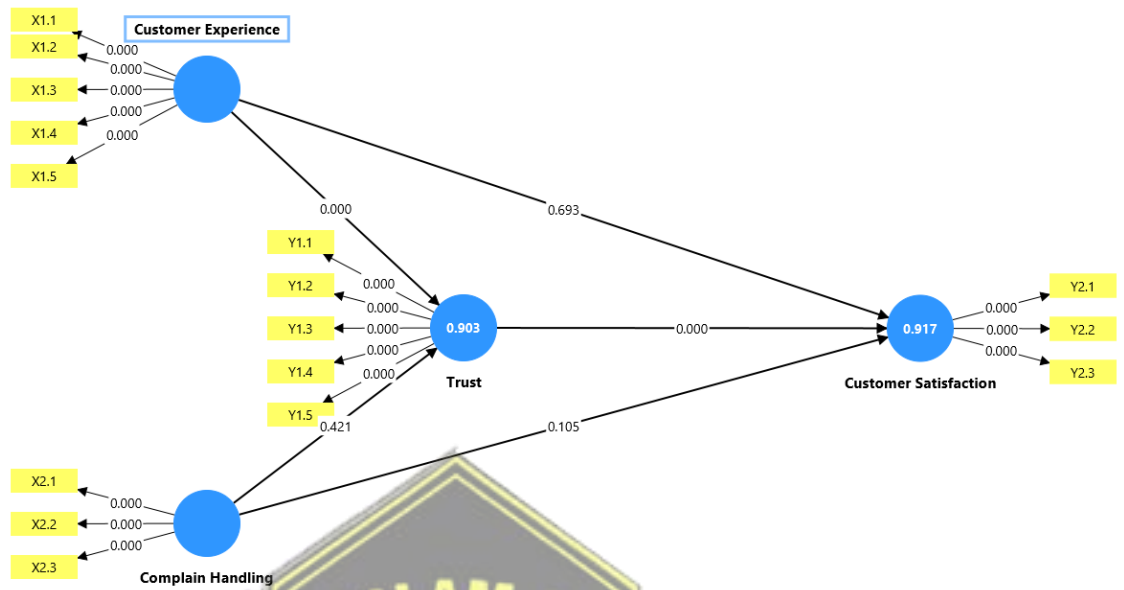 X1.1
Customer Experience
X1.2
0.000
0.000
X1.3
0.000
0.000
X1.4
0.000
X1.5
0.000
0.693
Y1.1
0.000
Y1.2
0.000
Y1.3
0.000
0.903
0.000
0.917
Y1.4
0.000
0.000
Trust
Customer Satisfaction
Y1.5
0.421
0.105
Y2.1
0.000
Y2.2
0.000
0.000
Y2.3
X2.1
0.000
X2.2
0.000
0.000
X2.3
Complain Handling